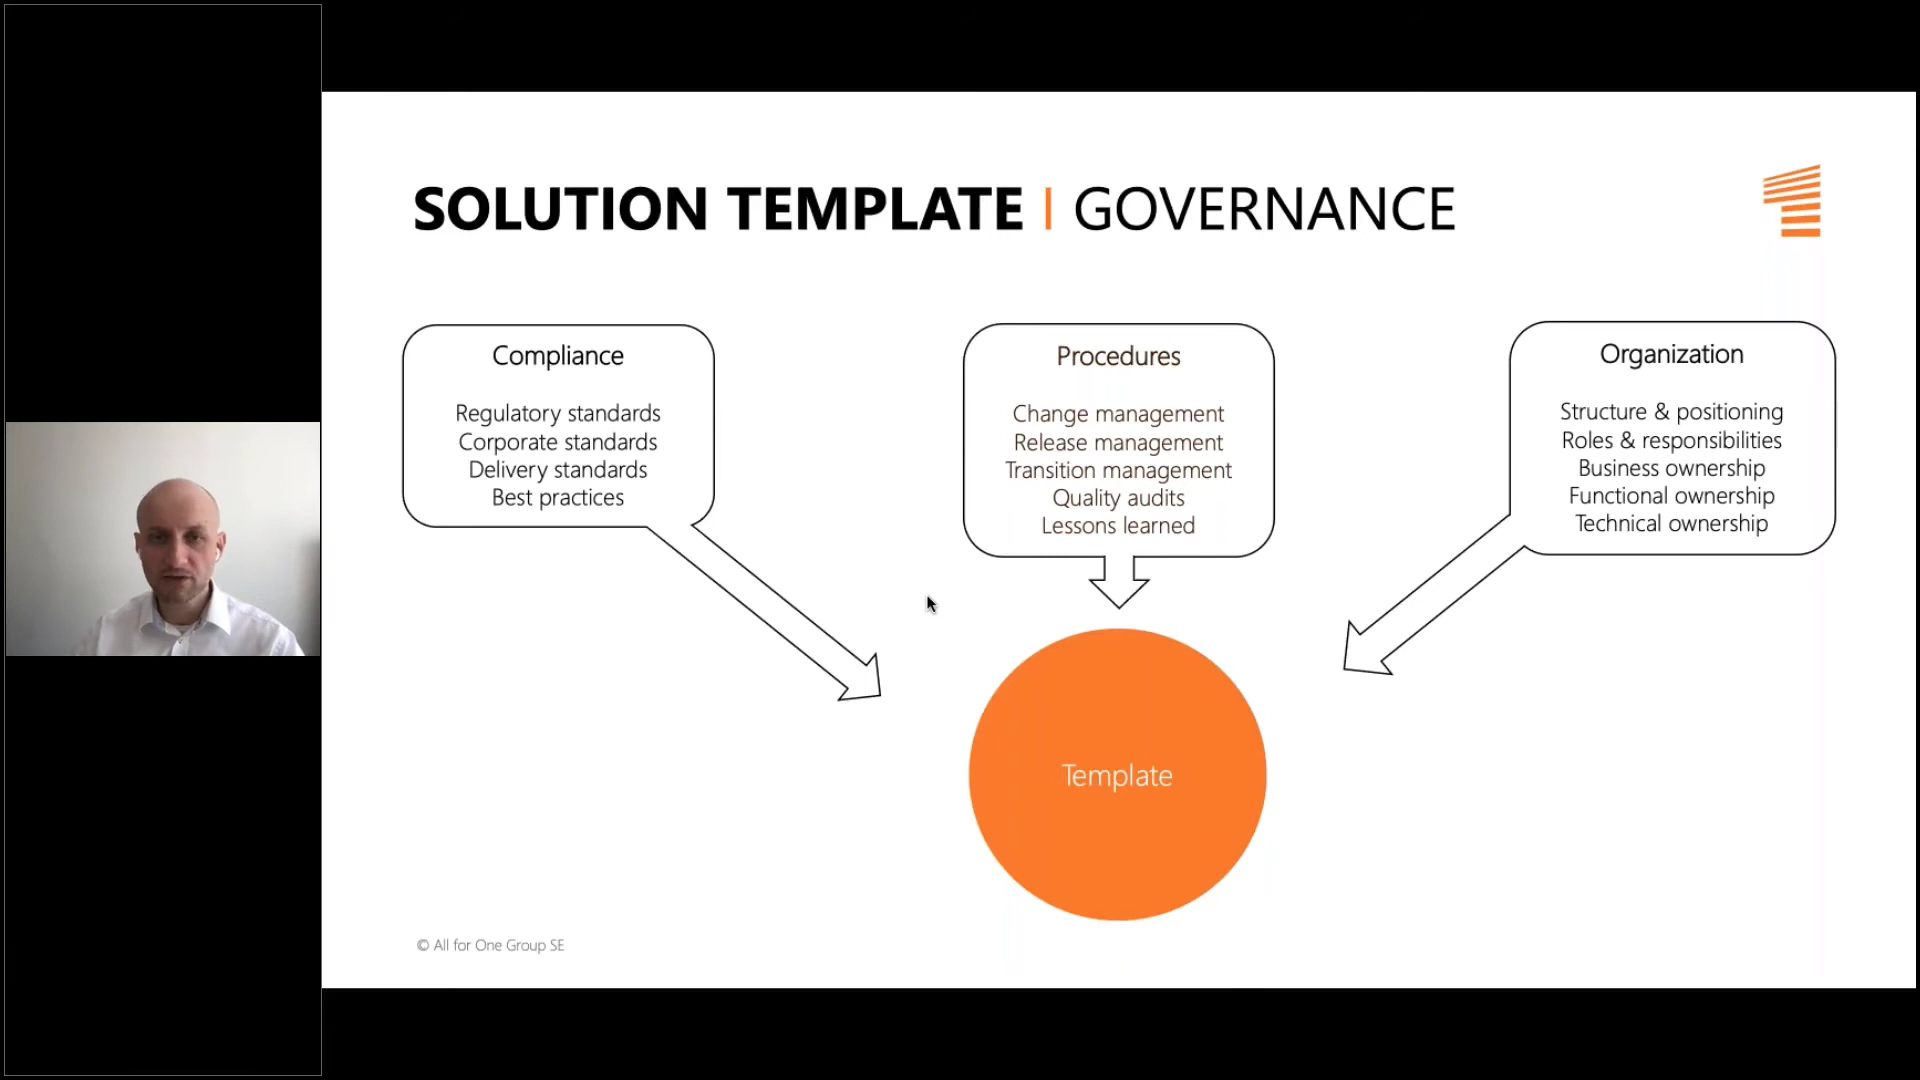 SOLUTION TEMPLATE | GOVERNANCE
Compliance
Regulatory standards
Corporate standards
Delivery standards
Best practices
Procedures
Change management
Release management
Transition management
Quality audits
Lessons learned
Organization
Structure & positioning
Roles & responsibilities
Business ownership
Functional ownership
Technical ownership
Template
© All for One Group SE